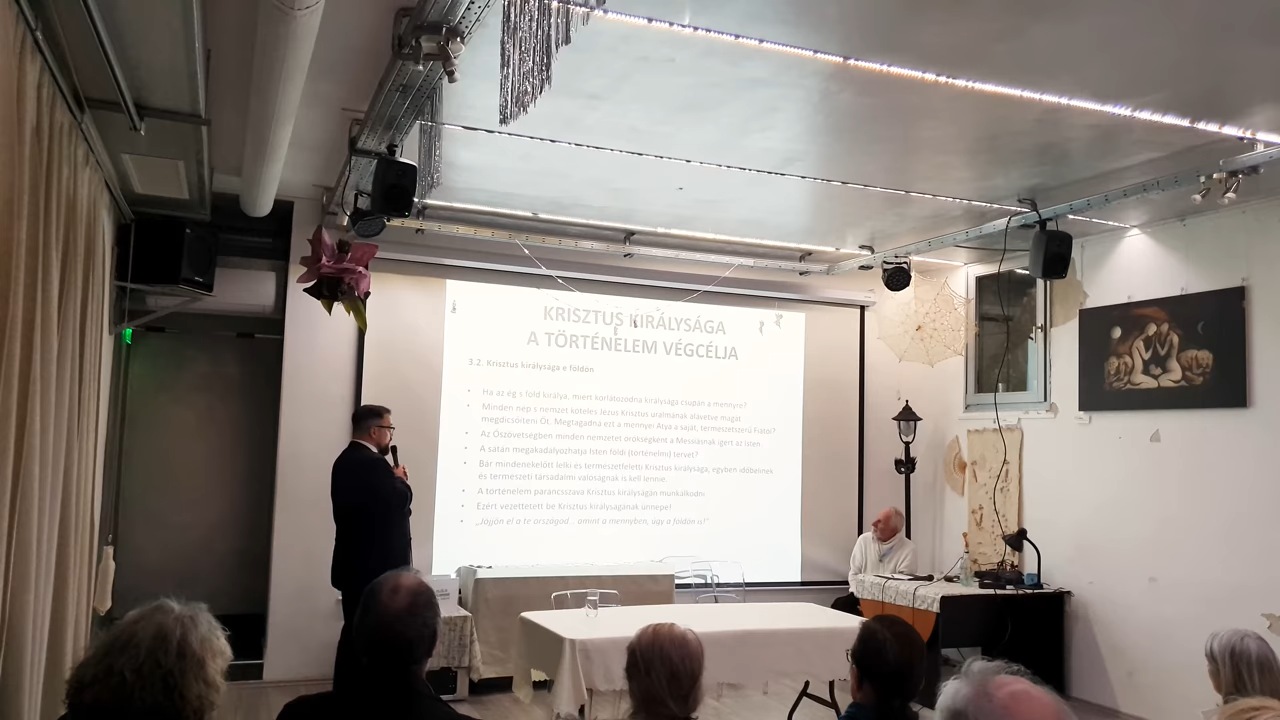 KRISZTUS KIRÁLYSÁGA
A TÖRTÉNELEM VÉGCÉLJA
3.2. Krisztus királysága e földön
• Ha az ég s föld királya, miért korlátozódna királysága csupán a mennyre?
• Minden nép s nemzet köteles Jézus Krisztus uralmának alávetve magát
megdicsőíteni Őt. Megtagadná ezt a mennyei Atya a saját, természetszerű Fiától?
• Az Ószövetségben minden nemzetet örökségként a Messiásnak ígért az Isten.
• A sátán megakadályozhatja Isten földi (történelmi) tervét?
• Bár mindenekelőtt lelki és természetfeletti Krisztus királysága, egyben időbelinek
és természeti társadalmi valóságnak is kell lennie.
• A történelem parancsszava Krisztus királyságán munkálkodni
• Ezért vezettetett be Krisztus királyságának ünnepe!
• „Jöjjön el a te országod... amint a mennyben, úgy a földön is!"